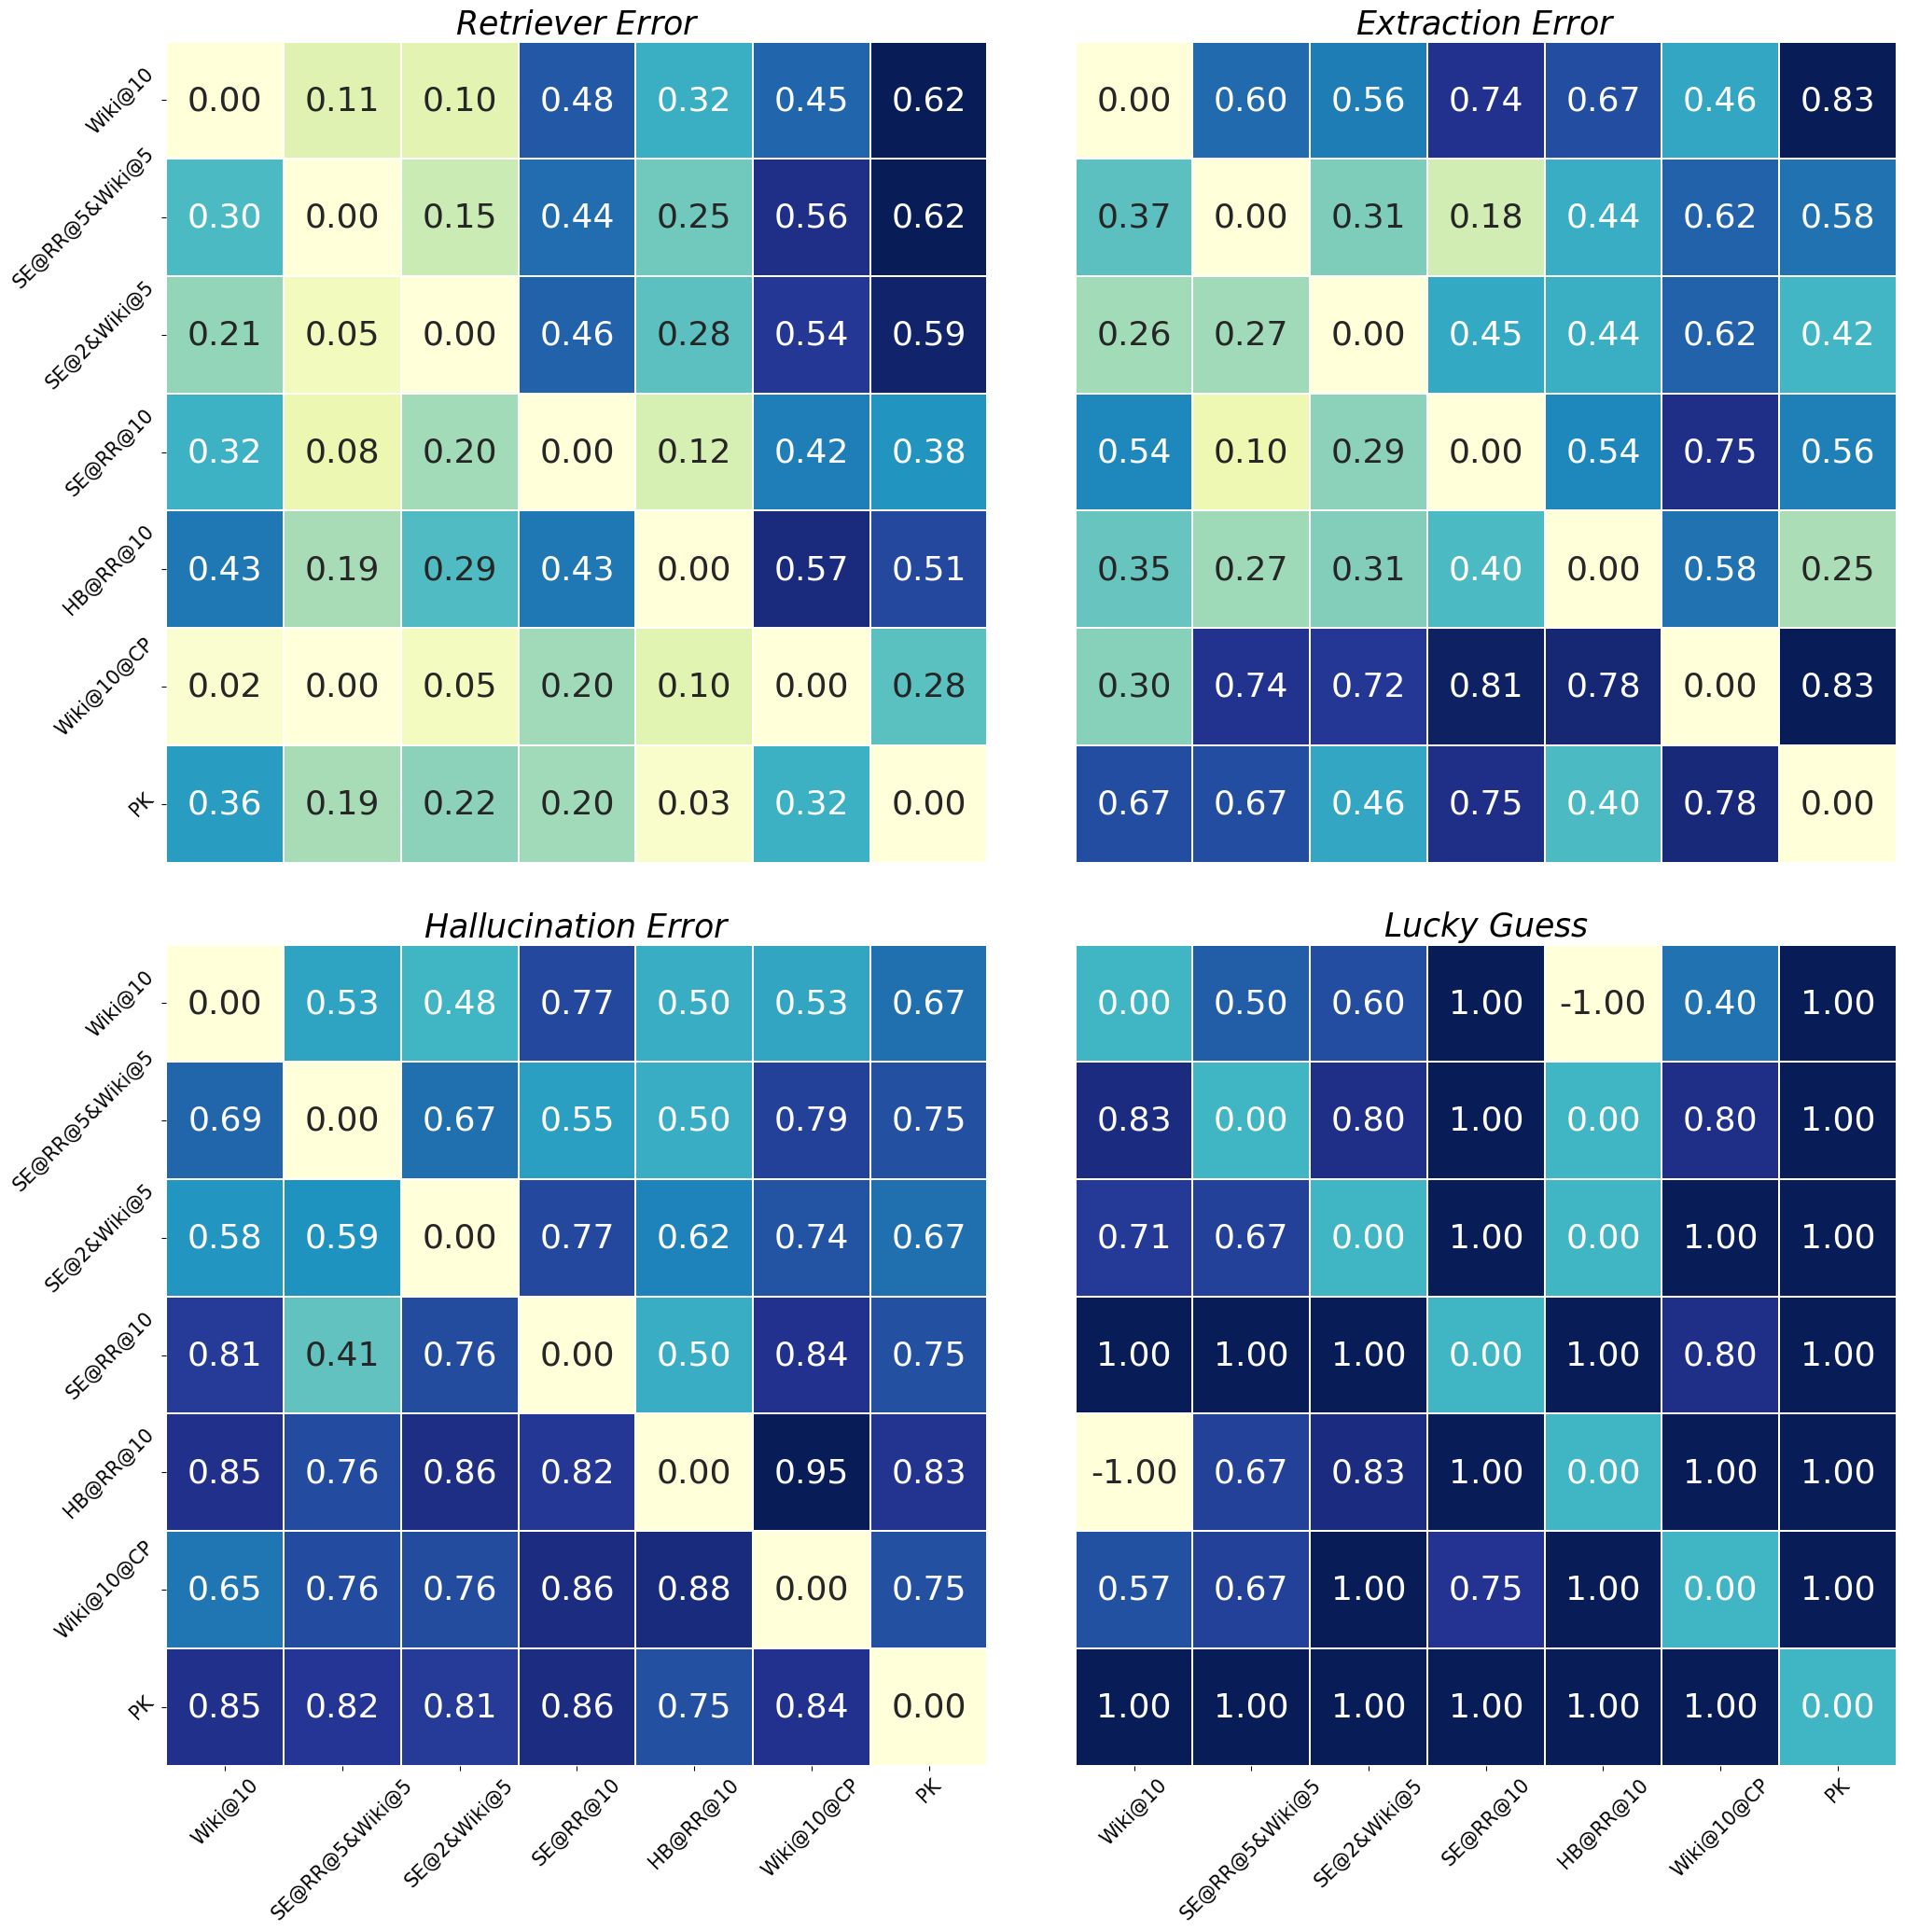 Retriever Error
Wiki@10 0.00 0.11 0.10 0.48 0.32 0.45 0.62
SE@RR@5&Wiki@5 0.30 0.00 0.15 0.44 0.25 0.56 0.62
SE@2&Wiki@5 0.21 0.05 0.00 0.46 0.28 0.54 0.59
SE@RR@10 0.32 0.08 0.20 0.00 0.12 0.42 0.38
HB@RR@10 0.43 0.19 0.29 0.43 0.00 0.57 0.51
Wiki@10@CP 0.02 0.00 0.05 0.20 0.10 0.00 0.28
PK 0.36 0.19 0.22 0.20 0.03 0.32 0.00
Extraction Error
0.00 0.60 0.56 0.74 0.67 0.46 0.83
0.37 0.00 0.31 0.18 0.44 0.62 0.58
0.26 0.27 0.00 0.45 0.44 0.62 0.42
0.54 0.10 0.29 0.00 0.54 0.75 0.56
0.35 0.27 0.31 0.40 0.00 0.58 0.25
0.30 0.74 0.72 0.81 0.78 0.00 0.83
0.67 0.67 0.46 0.75 0.40 0.78 0.00
Hallucination Error
Wiki@10 0.00 0.53 0.48 0.77 0.50 0.53 0.67
SE@RR@5&Wiki@5 0.69 0.00 0.67 0.55 0.50 0.79 0.75
SE@2&Wiki@5 0.58 0.59 0.00 0.77 0.62 0.74 0.67
SE@RR@10 0.81 0.41 0.76 0.00 0.50 0.84 0.75
HB@RR@10 0.85 0.76 0.86 0.82 0.00 0.95 0.83
Wiki@10@CP 0.65 0.76 0.76 0.86 0.88 0.00 0.75
PK 0.85 0.82 0.81 0.86 0.75 0.84 0.00
Wiki@10 SE@RR@5&Wiki@5 SE@2&Wiki@5 SE@RR@10 HB@RR@10 Wiki@10@CP PK
Lucky Guess
0.00 0.50 0.60 1.00 -1.00 0.40 1.00
0.83 0.00 0.80 1.00 0.00 0.80 1.00
0.71 0.67 0.00 1.00 0.00 1.00 1.00
1.00 1.00 1.00 0.00 1.00 0.80 1.00
-1.00 0.67 0.83 1.00 0.00 1.00 1.00
0.57 0.67 1.00 0.75 1.00 0.00 1.00
1.00 1.00 1.00 1.00 1.00 1.00 0.00
Wiki@10 SE@RR@5&Wiki@5 SE@2&Wiki@5 SE@RR@10 HB@RR@10 Wiki@10@CP PK